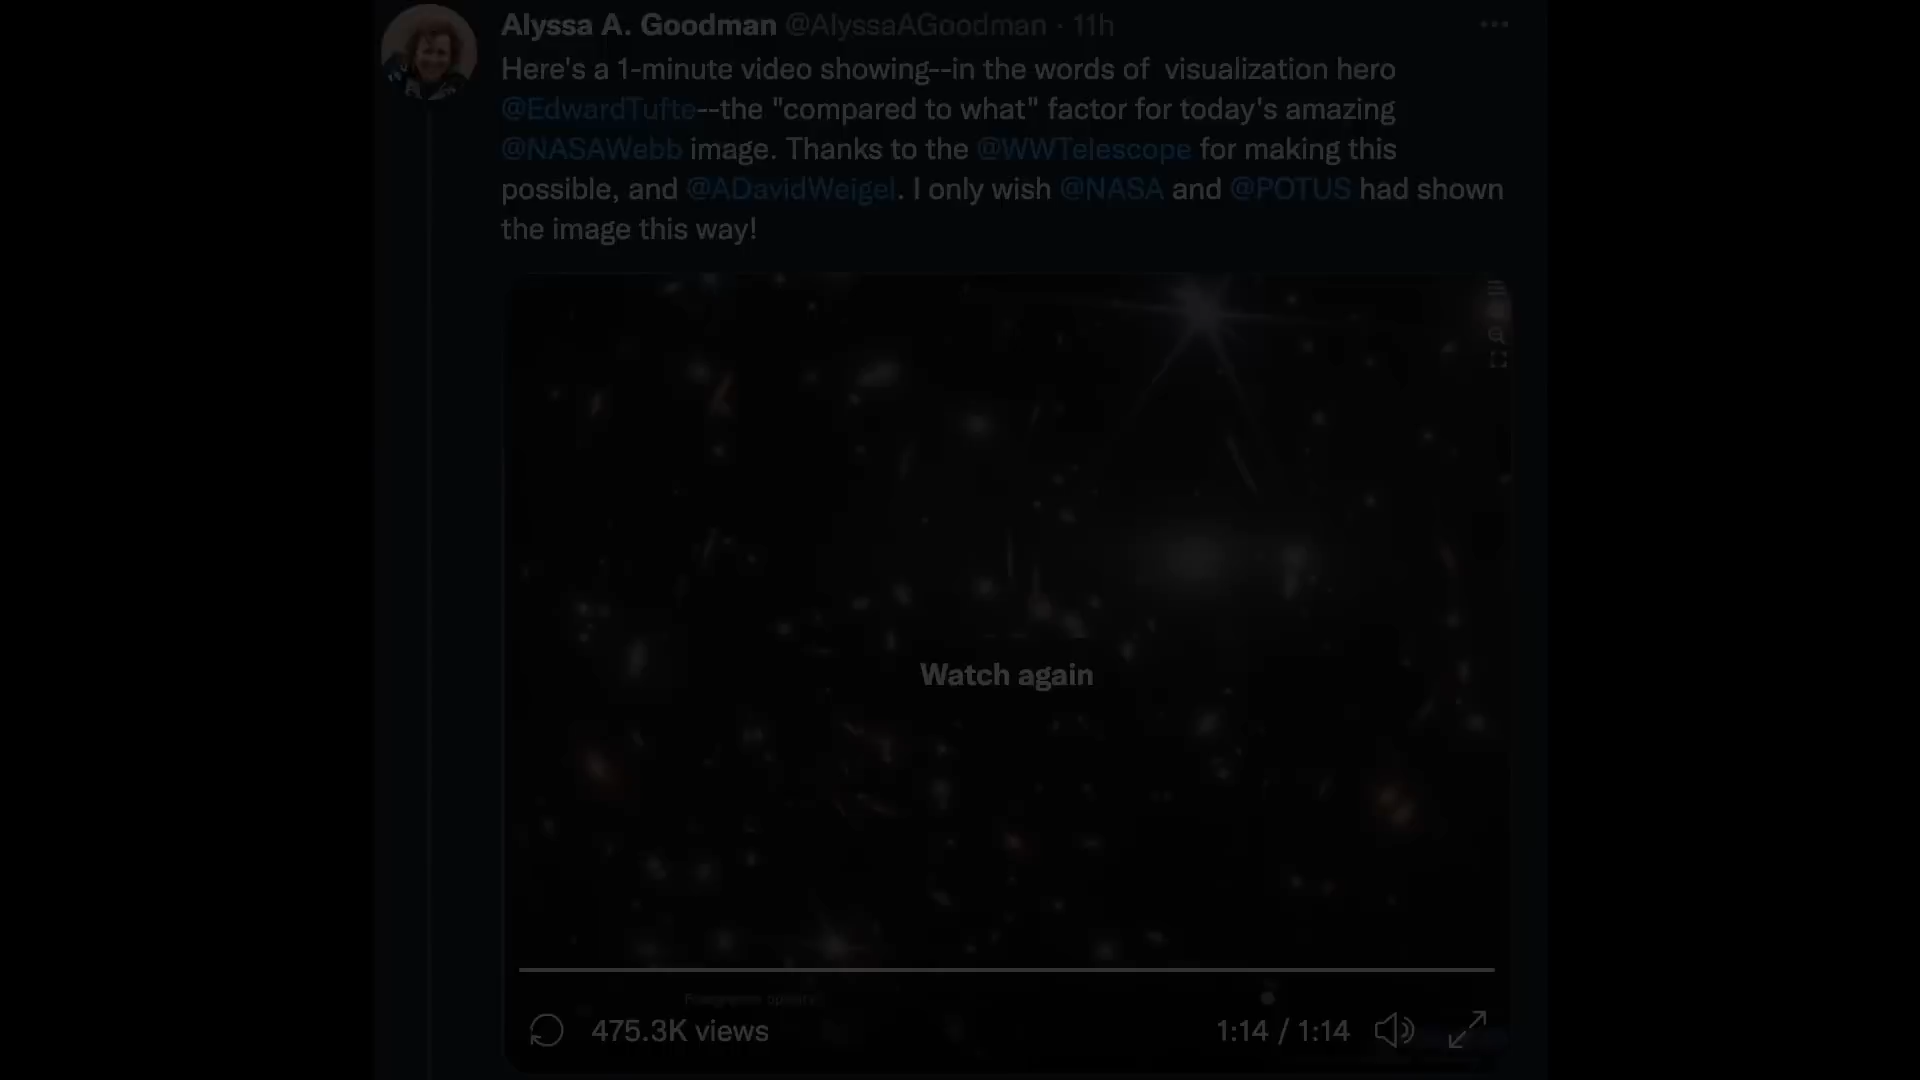 Alyssa A. Goodman @AlyssaAGoodman · 11h
Here's a 1-minute video showing--in the words of visualization hero
@EdwardTufte--the "compared to what" factor for today's amazing
@NASAWebb image. Thanks to the @WWTelescope for making this
possible, and @ADavidWeigel. I only wish @NASA and @POTUS had shown
the image this way!
Watch again
475.3K views
1:14 / 1:14